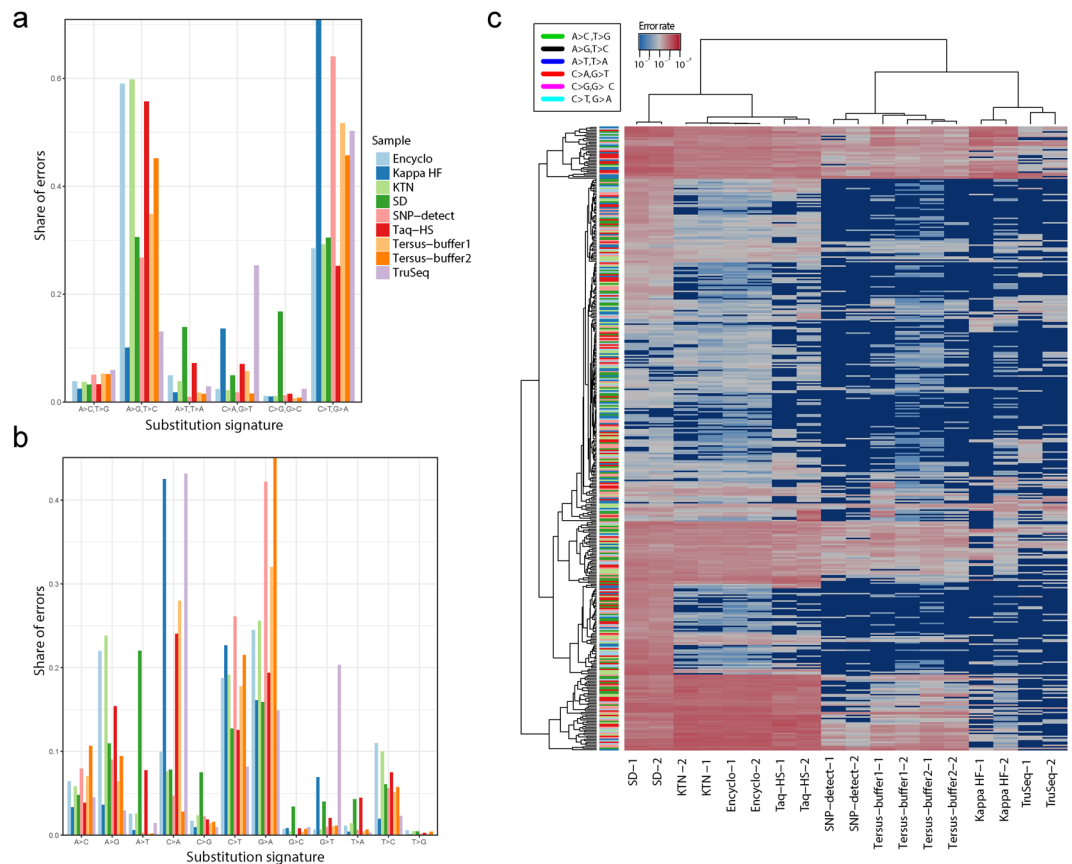 a
Share of errors
0.6
0.4
0.2
0.0
A>C,T>G
A>G,T>C
A>T,T>A
C>A,G>T
C>G,G>C
C>T,G>A
Substitution signature
Sample
Encyclo
Kappa HF
KTN
SD
SNP-detect
Taq-HS
Tersus-buffer1
Tersus-buffer2
TruSeq
b
Share of errors
0.4
0.3
0.2
0.1
0.0
A>C
A>G
A>T
C>A
C>G
C>T
G>A
G>C
G>T
T>A
T>C
T>G
Substitution signature
c
A>C,T>G
A>G,T>C
A>T,T>A
C>A,G>T
C>G,G> C
C>T, G>A
Error rate
SD-1
SD-2
KTN -2
KTN -1
Encyclo-1
Encyclo-2
Taq-HS-1
Taq-HS-2
SNP-detect-1
SNP-detect-2
Tersus-buffer1-1
Tersus-buffer1-2
Tersus-buffer2-1
Tersus-buffer2-2
Kappa HF-1
Kappa HF-2
TruSeq-1
TruSeq-2